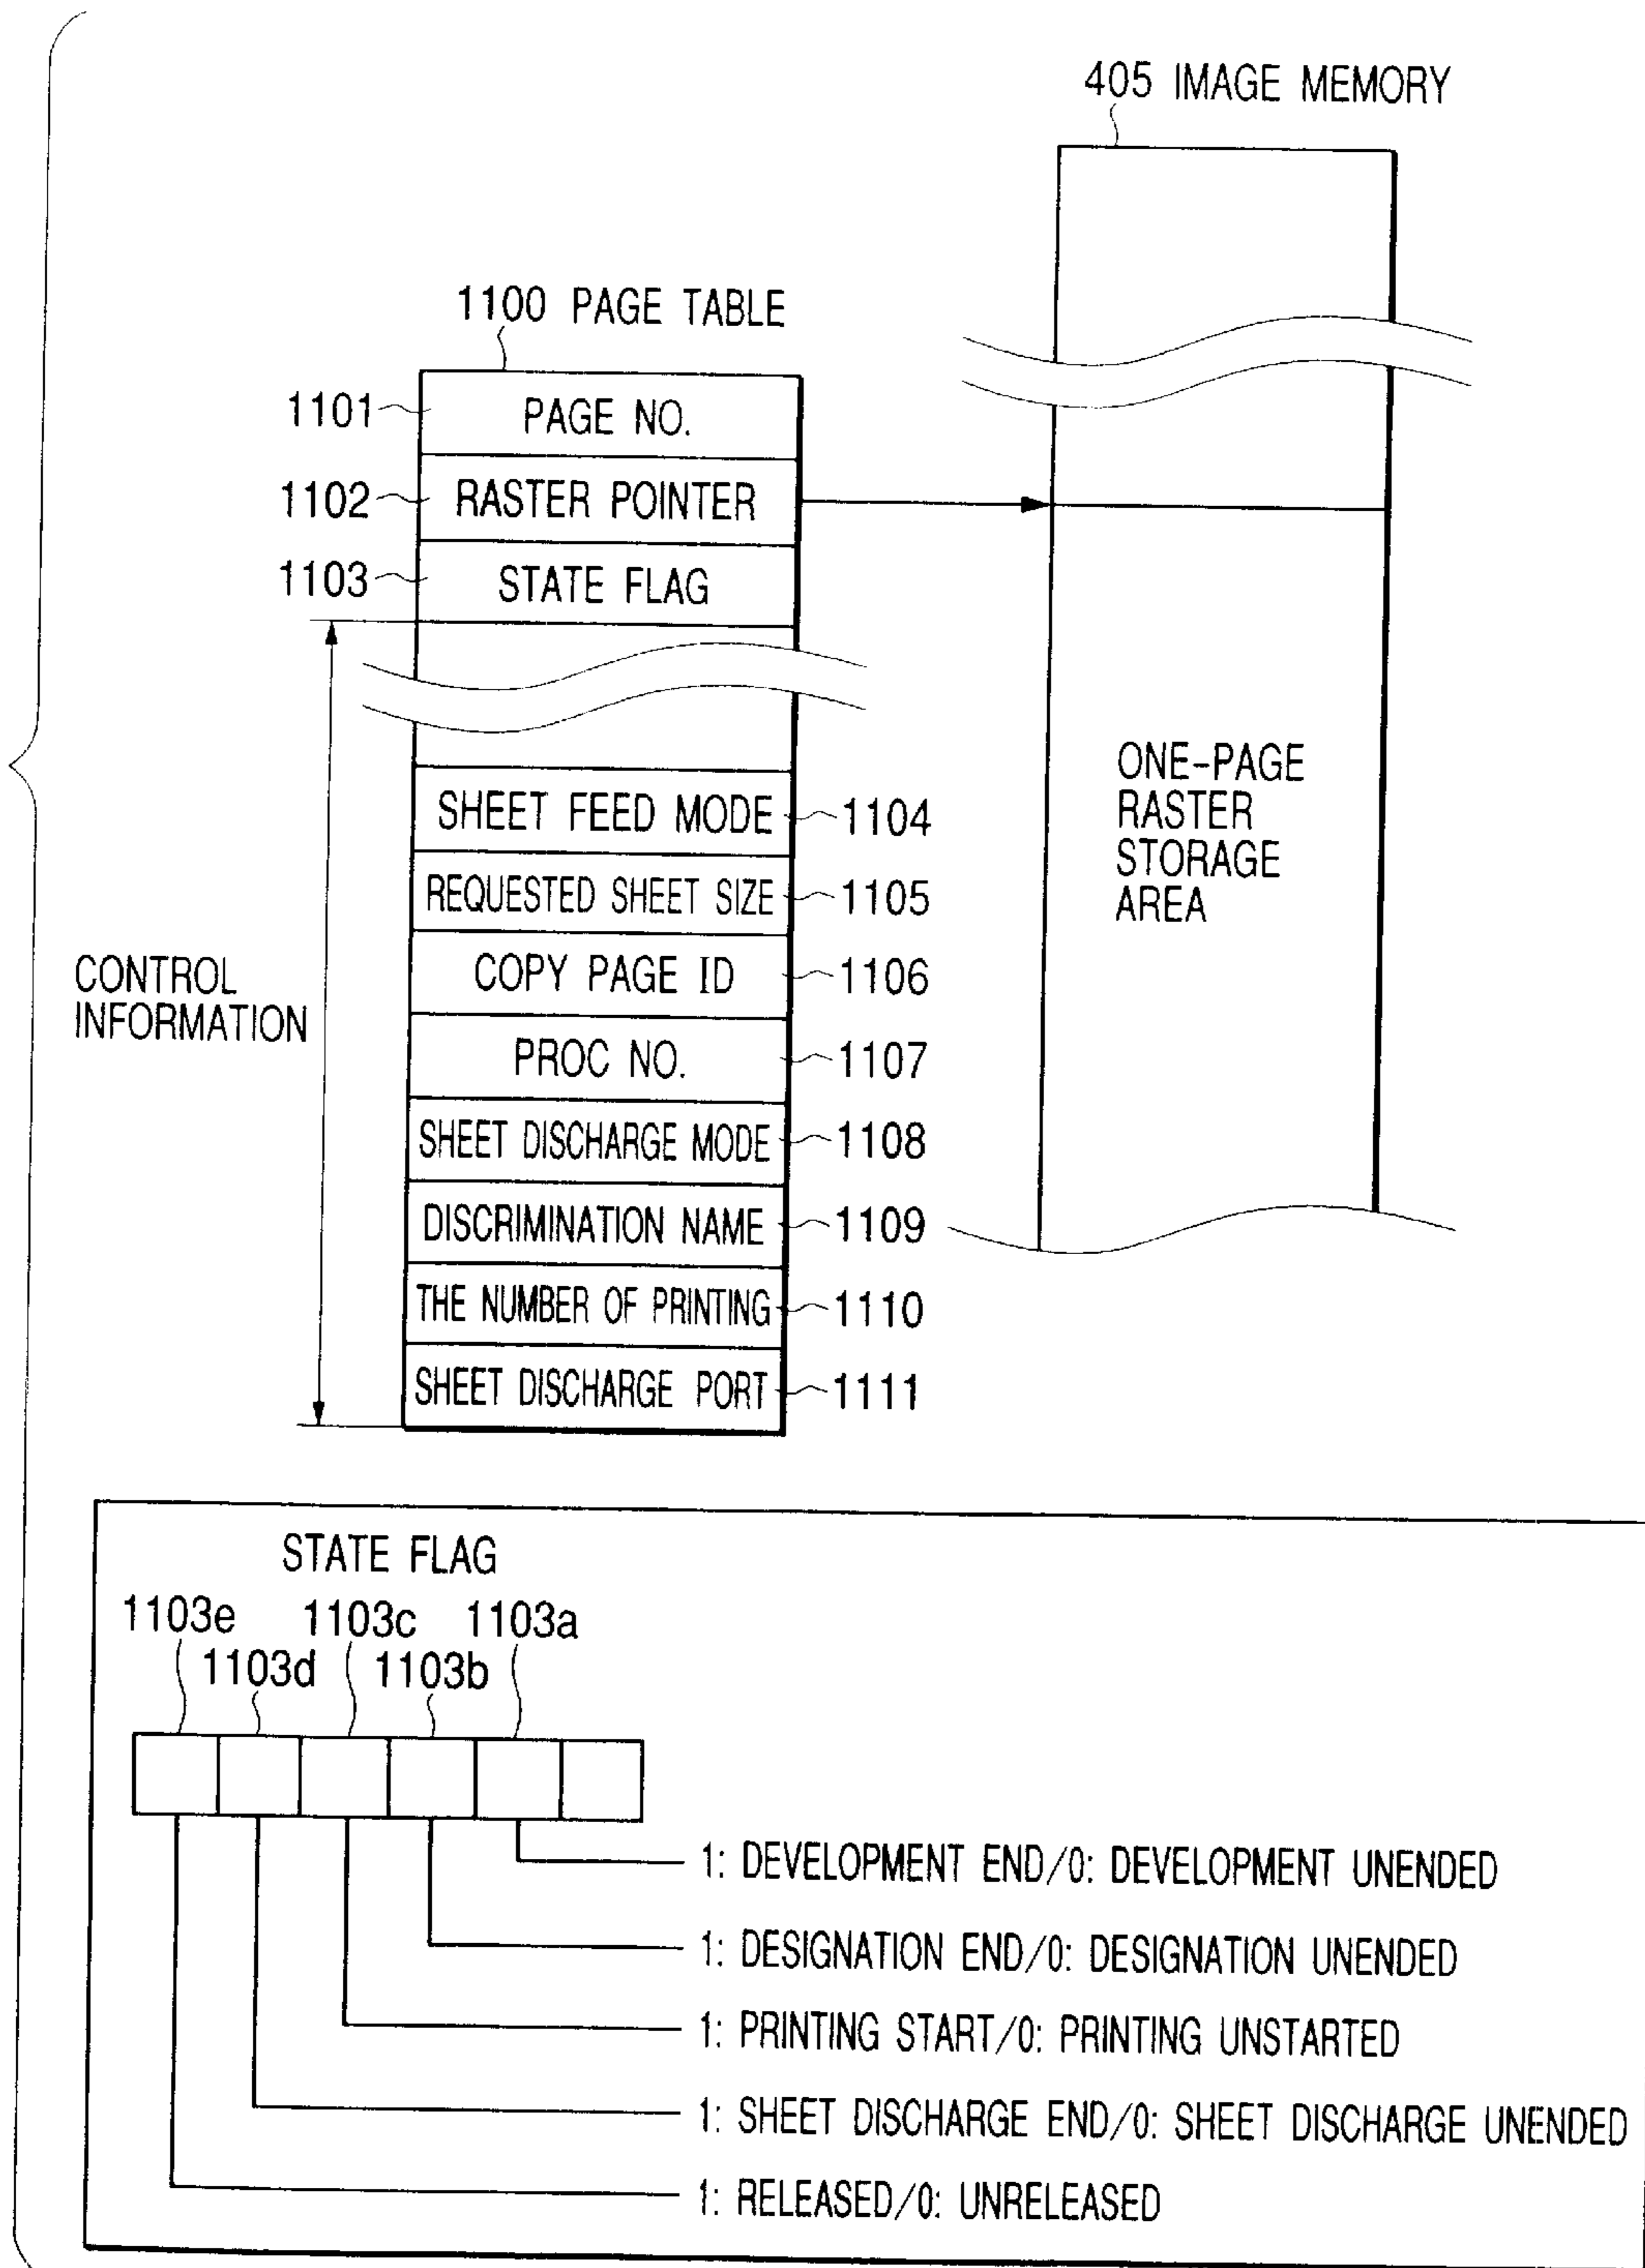 405 IMAGE MEMORY
1100 PAGE TABLE
1101
PAGE NO.
1102
RASTER POINTER
1103
STATE FLAG
CONTROL
INFORMATION
SHEET FEED MODE
1104
REQUESTED SHEET SIZE
1105
COPY PAGE ID
1106
PROC NO.
1107
SHEET DISCHARGE MODE
1108
DISCRIMINATION NAME
1109
THE NUMBER OF PRINTING
1110
SHEET DISCHARGE PORT
1111
ONE-PAGE
RASTER
STORAGE
AREA
STATE FLAG
1103e
1103d
1103c
1103b
1103a
1: DEVELOPMENT END/0: DEVELOPMENT UNENDED
1: DESIGNATION END/0: DESIGNATION UNENDED
1: PRINTING START/0: PRINTING UNSTARTED
1: SHEET DISCHARGE END/0: SHEET DISCHARGE UNENDED
1: RELEASED/0: UNRELEASED